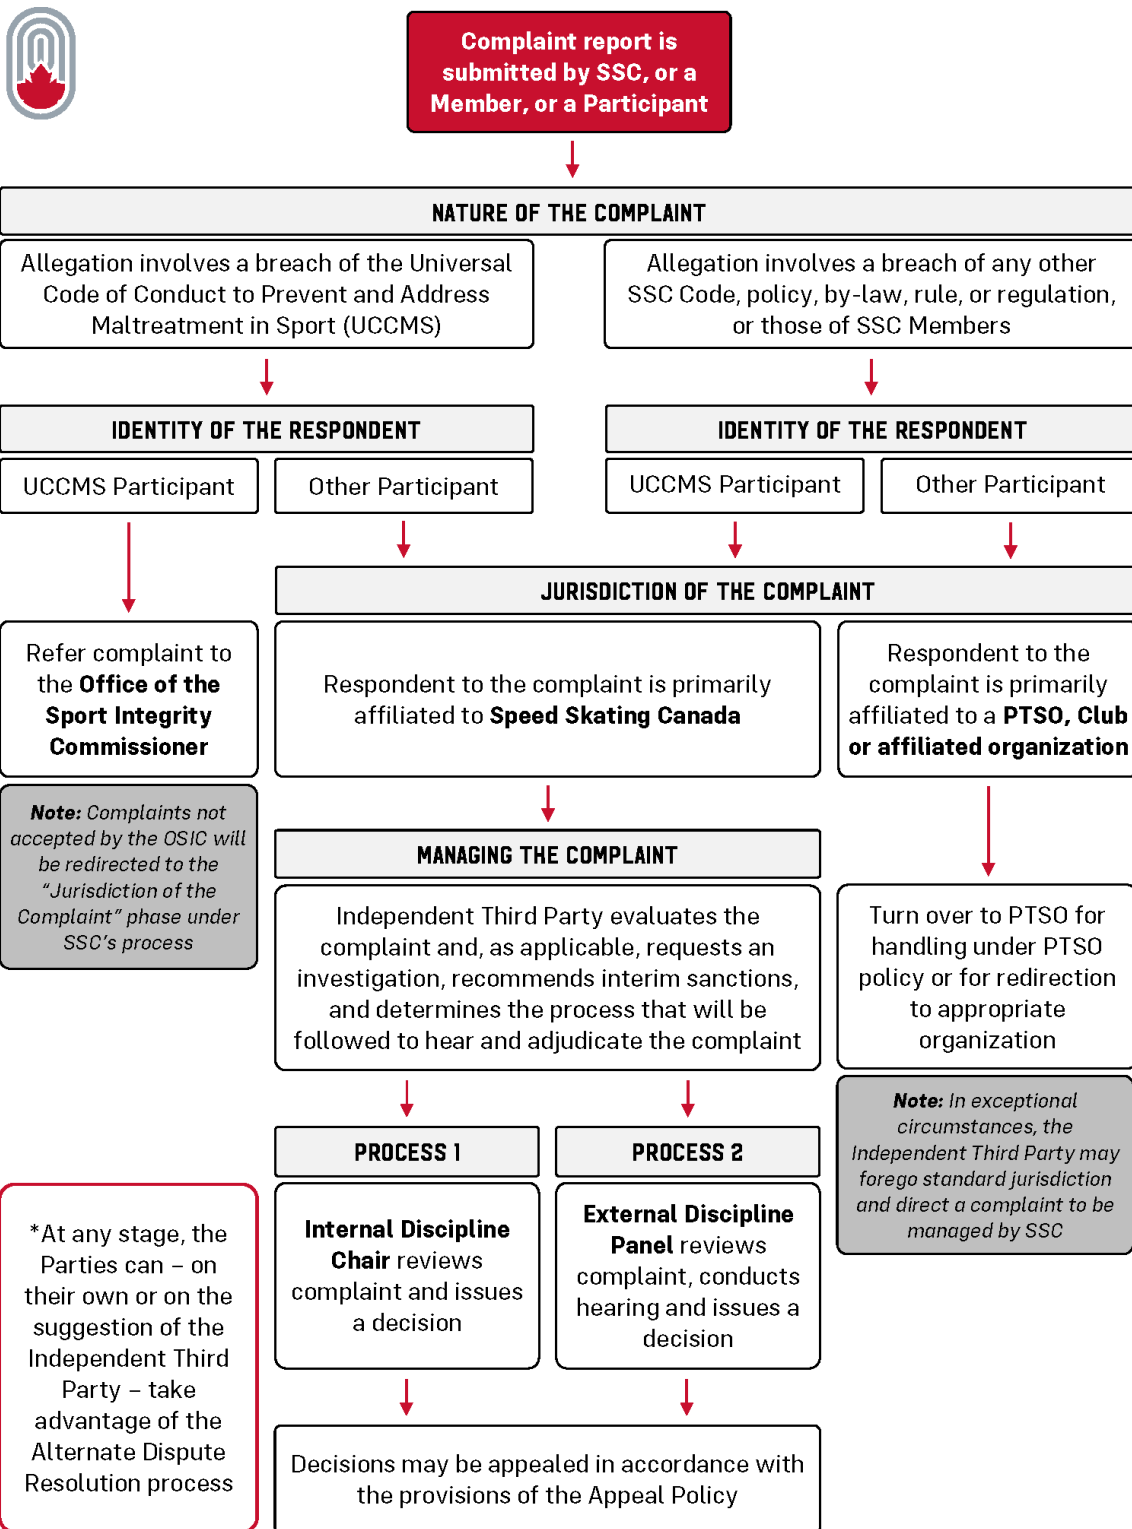 Complaint report is
submitted by SSC, or a
Member, or a Participant
NATURE OF THE COMPLAINT
Allegation involves a breach of the Universal
Code of Conduct to Prevent and Address
Maltreatment in Sport (UCCMS)
Allegation involves a breach of any other
SSC Code, policy, by-law, rule, or regulation,
or those of SSC Members
IDENTITY OF THE RESPONDENT
IDENTITY OF THE RESPONDENT
UCCMS Participant
Other Participant
UCCMS Participant
Other Participant
JURISDICTION OF THE COMPLAINT
Refer complaint to
the Office of the
Sport Integrity
Commissioner
Respondent to the complaint is primarily
affiliated to Speed Skating Canada
Respondent to the
complaint is primarily
affiliated to a PTSO, Club
or affiliated organization
Note: Complaints not
accepted by the OSIC will
be redirected to the
“Jurisdiction of the
Complaint” phase under
SSC’s process
MANAGING THE COMPLAINT
Independent Third Party evaluates the
complaint and, as applicable, requests an
investigation, recommends interim sanctions,
and determines the process that will be
followed to hear and adjudicate the complaint
Turn over to PTSO for
handling under PTSO
policy or for redirection
to appropriate
organization
Note: In exceptional
circumstances, the
Independent Third Party may
forego standard jurisdiction
and direct a complaint to be
managed by SSC
PROCESS 1
PROCESS 2
Internal Discipline
Chair reviews
complaint and issues
a decision
External Discipline
Panel reviews
complaint, conducts
hearing and issues a
decision
*At any stage, the
Parties can – on
their own or on the
suggestion of the
Independent Third
Party – take
advantage of the
Alternate Dispute
Resolution process
Decisions may be appealed in accordance with
the provisions of the Appeal Policy